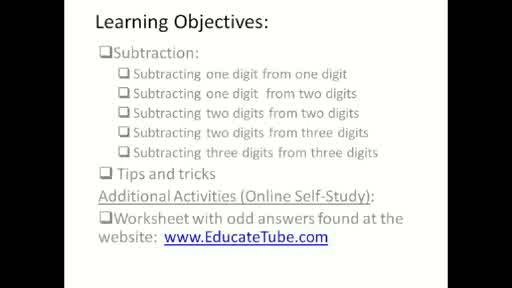 Learning Objectives:
❑Subtraction:
❑ Subtracting one digit from one digit
❑ Subtracting one digit from two digits
❑ Subtracting two digits from two digits
❑ Subtracting two digits from three digits
❑ Subtracting three digits from three digits
❑ Tips and tricks
Additional Activities (Online Self-Study):
❑Worksheet with odd answers found at the
website: www.EducateTube.com